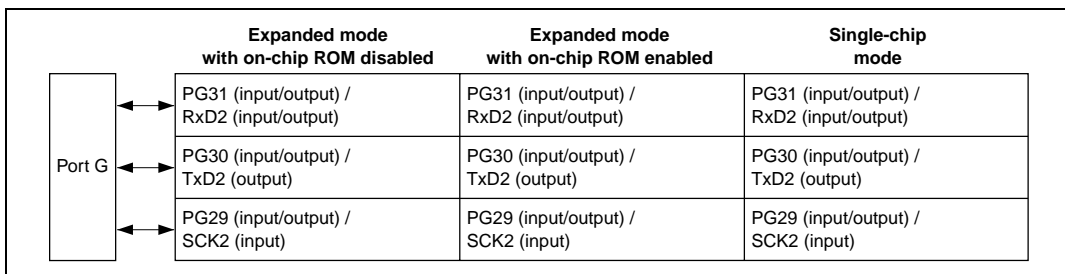 Expanded mode
with on-chip ROM disabled
Expanded mode
with on-chip ROM enabled
Single-chip
mode
Port G
PG31 (input/output) /
RxD2 (input/output)
PG31 (input/output) /
RxD2 (input/output)
PG31 (input/output) /
RxD2 (input/output)
PG30 (input/output) /
TxD2 (output)
PG30 (input/output) /
TxD2 (output)
PG30 (input/output) /
TxD2 (output)
PG29 (input/output) /
SCK2 (input)
PG29 (input/output) /
SCK2 (input)
PG29 (input/output) /
SCK2 (input)